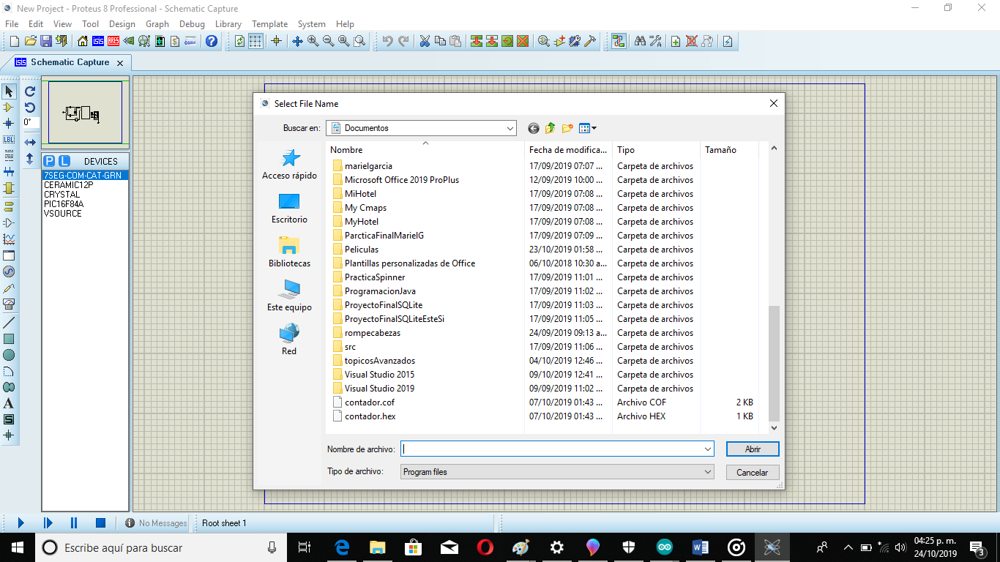 New Project - Proteus 8 Professional - Schematic Capture
File Edit View Tool Design Graph Debug Library Template System Help
Schematic Capture
0°
P L DEVICES
7SEG-COM-CAT-GRN
CERAMIC12P
CRYSTAL
PIC16F84A
VSOURCE
Select File Name
Buscar en: Documentos
Acceso rápido
Escritorio
Bibliotecas
Este equipo
Red
Nombre Fecha de modifica... Tipo Tamaño
marielgarcia 17/09/2019 07:07 ... Carpeta de archivos
Microsoft Office 2019 ProPlus 12/09/2019 10:00 ... Carpeta de archivos
MiHotel 17/09/2019 07:08 ... Carpeta de archivos
My Cmaps 17/09/2019 07:08 ... Carpeta de archivos
MyHotel 17/09/2019 07:08 ... Carpeta de archivos
ParcticaFinalMarielG 17/09/2019 07:09 ... Carpeta de archivos
Peliculas 23/10/2019 01:58 ... Carpeta de archivos
Plantillas personalizadas de Office 06/10/2018 10:30 a... Carpeta de archivos
PracticaSpinner 17/09/2019 11:01 ... Carpeta de archivos
ProgramacionJava 17/09/2019 11:02 ... Carpeta de archivos
ProyectoFinalSQLite 17/09/2019 11:03 ... Carpeta de archivos
ProyectoFinalSQLiteEsteSi 17/09/2019 11:05 ... Carpeta de archivos
rompecabezas 24/09/2019 09:13 a... Carpeta de archivos
src 17/09/2019 11:06 ... Carpeta de archivos
topicosAvanzados 04/10/2019 12:46 ... Carpeta de archivos
Visual Studio 2015 09/10/2019 12:41 ... Carpeta de archivos
Visual Studio 2019 09/09/2019 11:02 ... Carpeta de archivos
contador.cof 07/10/2019 01:43 ... Archivo COF 2 KB
contador.hex 07/10/2019 01:43 ... Archivo HEX 1 KB
Nombre de archivo: Abrir
Tipo de archivo: Program files Cancelar
No Messages Root sheet 1
Escribe aquí para buscar
04:25 p. m.
24/10/2019
3